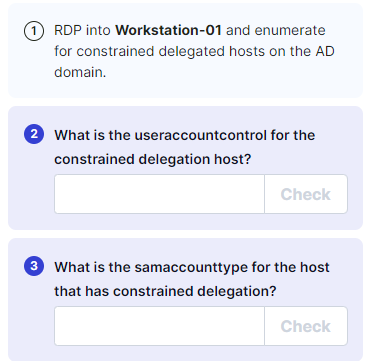 1 RDP into Workstation-01 and enumerate
for constrained delegated hosts on the AD
domain.
2 What is the useraccountcontrol for the
constrained delegation host?
Check
3 What is the samaccounttype for the host
that has constrained delegation?
Check